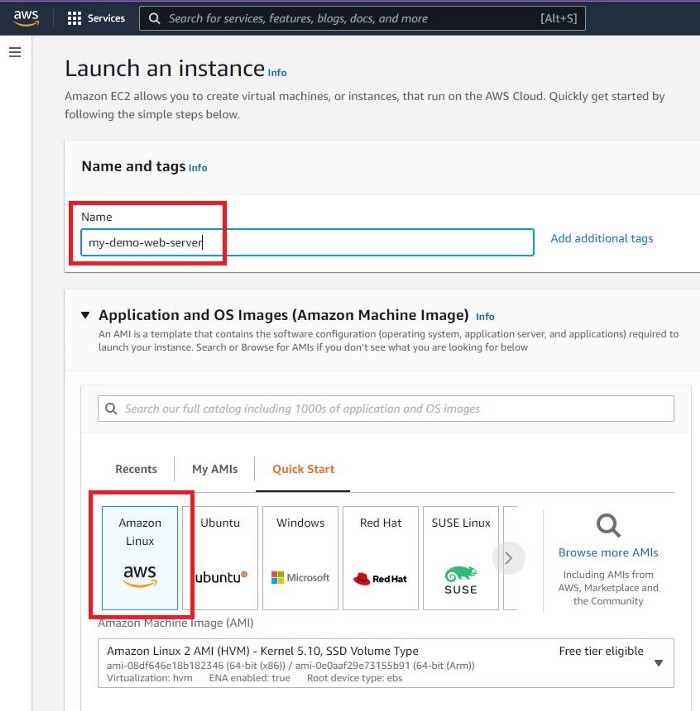 aws
Services
Search for services, features, blogs, docs, and more
[Alt+S]
Launch an instance Info
Amazon EC2 allows you to create virtual machines, or instances, that run on the AWS Cloud. Quickly get started by
following the simple steps below.
Name and tags Info
Name
my-demo-web-server
Add additional tags
Application and OS Images (Amazon Machine Image) Info
An AMI is a template that contains the software configuration (operating system, application server, and applications) required to
launch your instance. Search or Browse for AMIs if you don't see what you are looking for below
Search our full catalog including 1000s of application and OS images
Recents
My AMIs
Quick Start
Amazon
Linux
aws
Ubuntu
ubuntu
Windows
Microsoft
Red Hat
Red Hat
SUSE Linux
SUSE
Browse more AMIs
Including AMIs from
AWS, Marketplace and
the Community
Amazon Machine Image (AMI)
Amazon Linux 2 AMI (HVM) - Kernel 5.10, SSD Volume Type
Free tier eligible
ami-08df646e18b182346 (64-bit (x86)) / ami-0e0aaf29e73155b91 (64-bit (Arm))
Virtualization: hvm ENA enabled: true Root device type: ebs